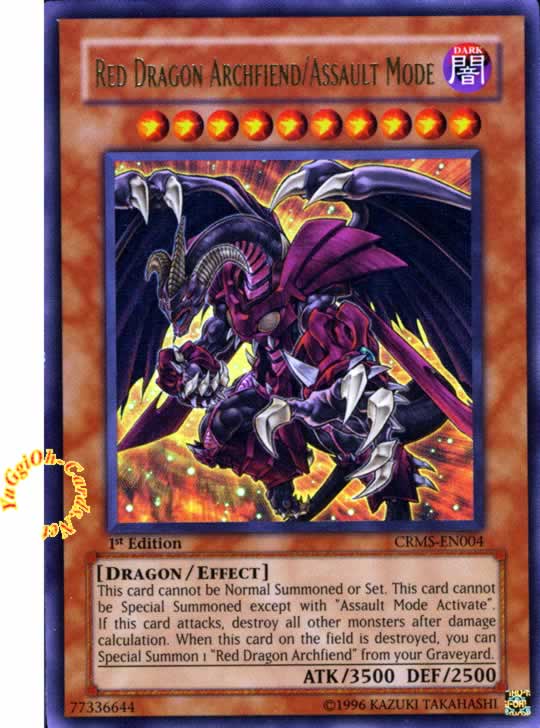 RED DRAGON ARCHFIEND/ASSAULT MODE
DARK
闇
1st Edition
CRMS-EN004
[DRAGON/EFFECT]
This card cannot be Normal Summoned or Set. This card cannot
be Special Summoned except with "Assault Mode Activate".
If this card attacks, destroy all other monsters after damage
calculation. When this card on the field is destroyed, you can
Special Summon 1 "Red Dragon Archfiend" from your Graveyard.
ATK/3500 DEF/2500
77336644
©1996 KAZUKI TAKAHASHI
YuGgiOh-Cards.Net